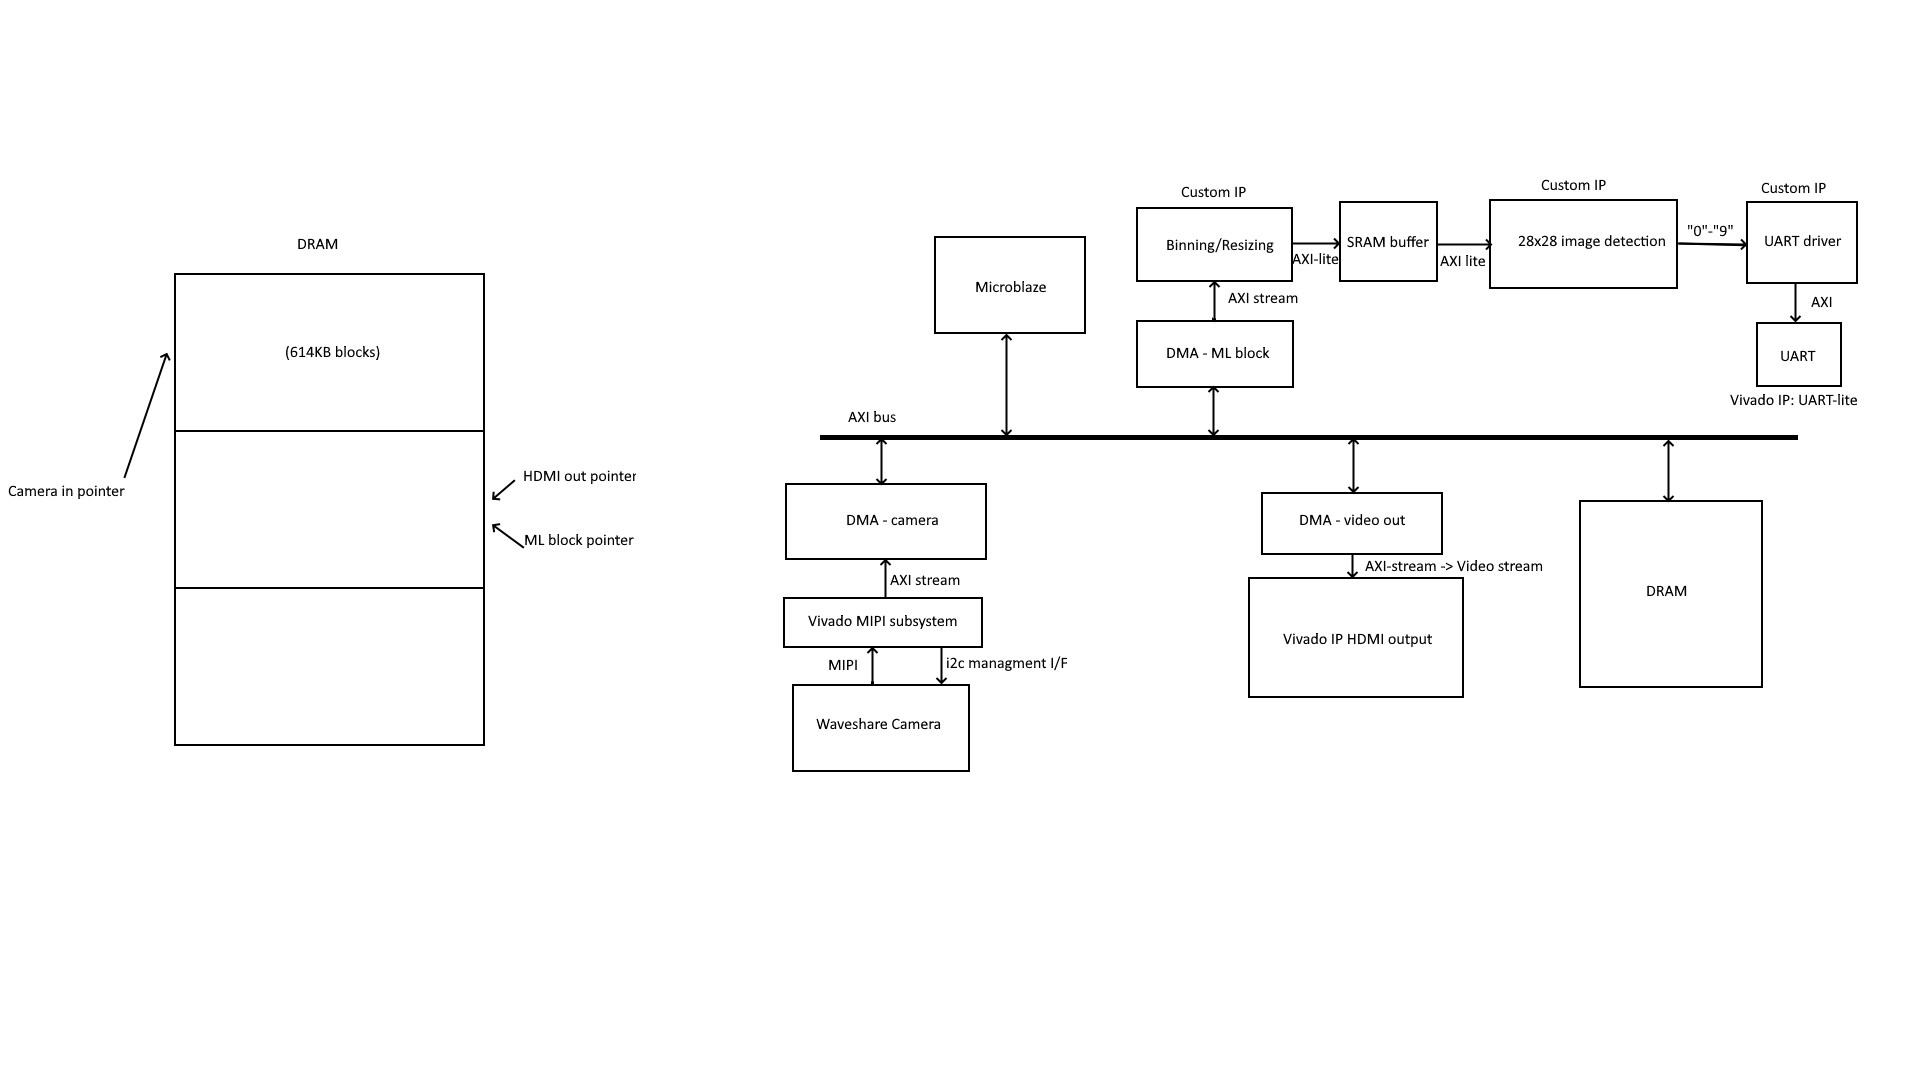 DRAM
(614KB blocks)
Camera in pointer
HDMI out pointer
ML block pointer
Microblaze
Custom IP
Binning/Resizing
AXI-lite
SRAM buffer
AXI lite
Custom IP
28x28 image detection
"0"-"9"
Custom IP
UART driver
AXI
UART
Vivado IP: UART-lite
AXI stream
DMA - ML block
AXI bus
DMA - camera
AXI stream
Vivado MIPI subsystem
MIPI
i2c managment I/F
Waveshare Camera
DMA - video out
AXI-stream -> Video stream
Vivado IP HDMI output
DRAM